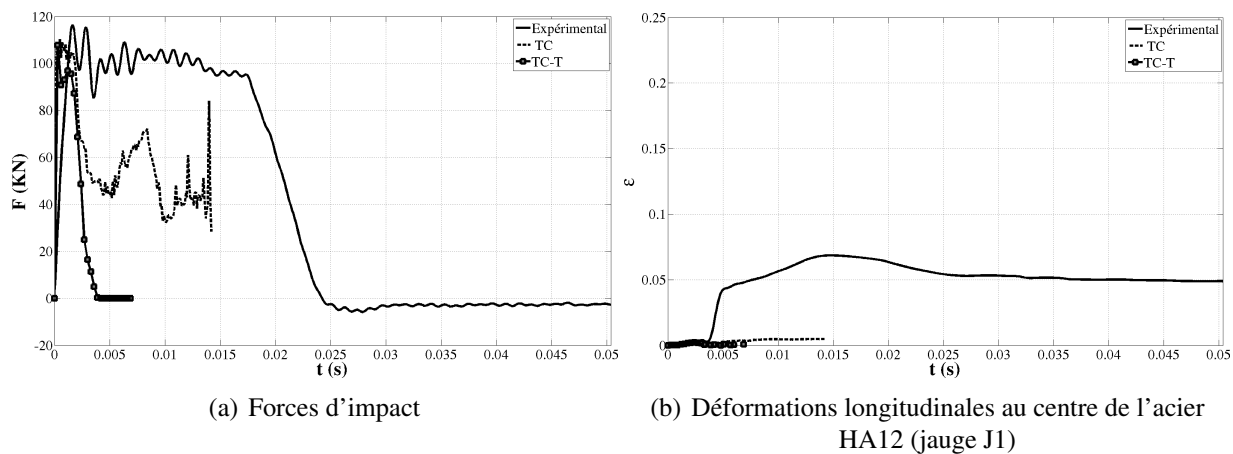 120
100
80
60
40
20
0
-20
F (KN)
0 0.005 0.01 0.015 0.02 0.025 0.03 0.035 0.04 0.045 0.05
t (s)
Expérimental
TC
TC-T
(a) Forces d'impact
0.25
0.2
0.15
0.1
0.05
0
ε
0 0.005 0.01 0.015 0.02 0.025 0.03 0.035 0.04 0.045 0.05
t (s)
Expérimental
TC
TC-T
(b) Déformations longitudinales au centre de l'acier
HA12 (jauge J1)